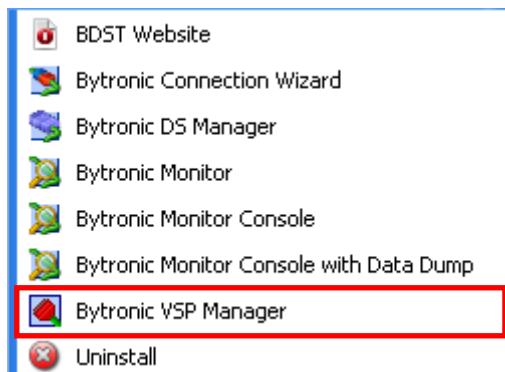 BDST Website
Bytronic Connection Wizard
Bytronic DS Manager
Bytronic Monitor
Bytronic Monitor Console
Bytronic Monitor Console with Data Dump
Bytronic VSP Manager
Uninstall